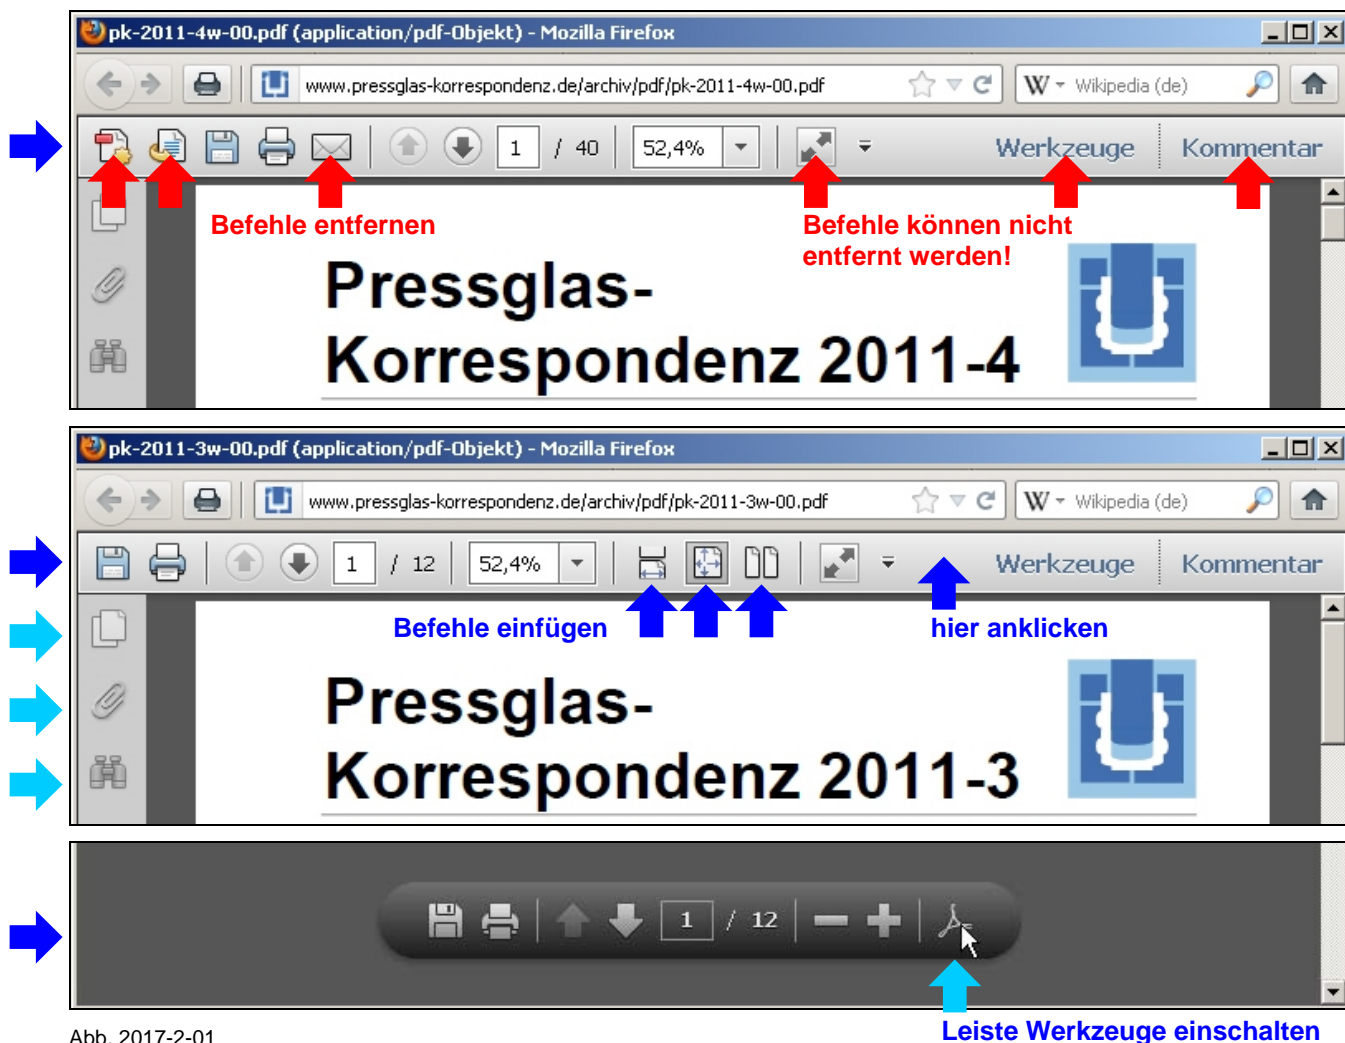 pk-2011-4w-00.pdf (application/pdf-Objekt) - Mozilla Firefox
www.pressglas-korrespondenz.de/archiv/pdf/pk-2011-4w-00.pdf
W Wikipedia (de)
1 / 40 52,4% Werkzeuge Kommentar
Befehle entfernen
Befehle können nicht
entfernt werden!
Pressglas-
Korrespondenz 2011-4
pk-2011-3w-00.pdf (application/pdf-Objekt) - Mozilla Firefox
www.pressglas-korrespondenz.de/archiv/pdf/pk-2011-3w-00.pdf
W Wikipedia (de)
1 / 12 52,4% Werkzeuge Kommentar
Befehle einfügen
hier anklicken
Pressglas-
Korrespondenz 2011-3
1 / 12
Leiste Werkzeuge einschalten
Abb. 2017-2-01